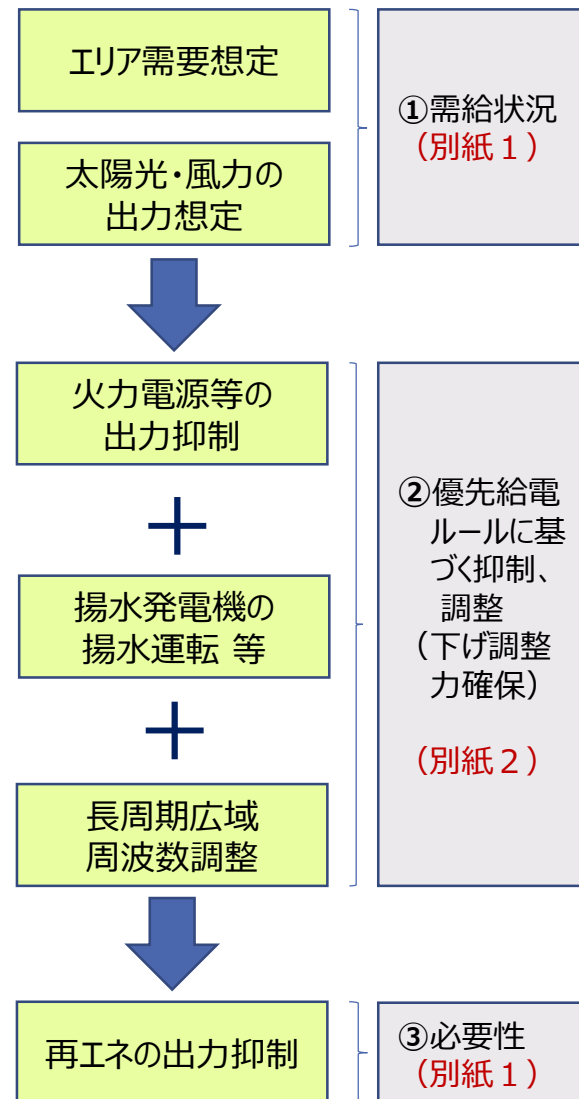 エリア需要想定
太陽光・風力の
出力想定
①需給状況
（別紙１）
火力電源等の
出力抑制
＋
揚水発電機の
揚水運転 等
＋
長周期広域
周波数調整
②優先給電
ルールに基
づく抑制、
調整
（下げ調整
力確保）
（別紙２）
再エネの出力抑制
③必要性
（別紙１）